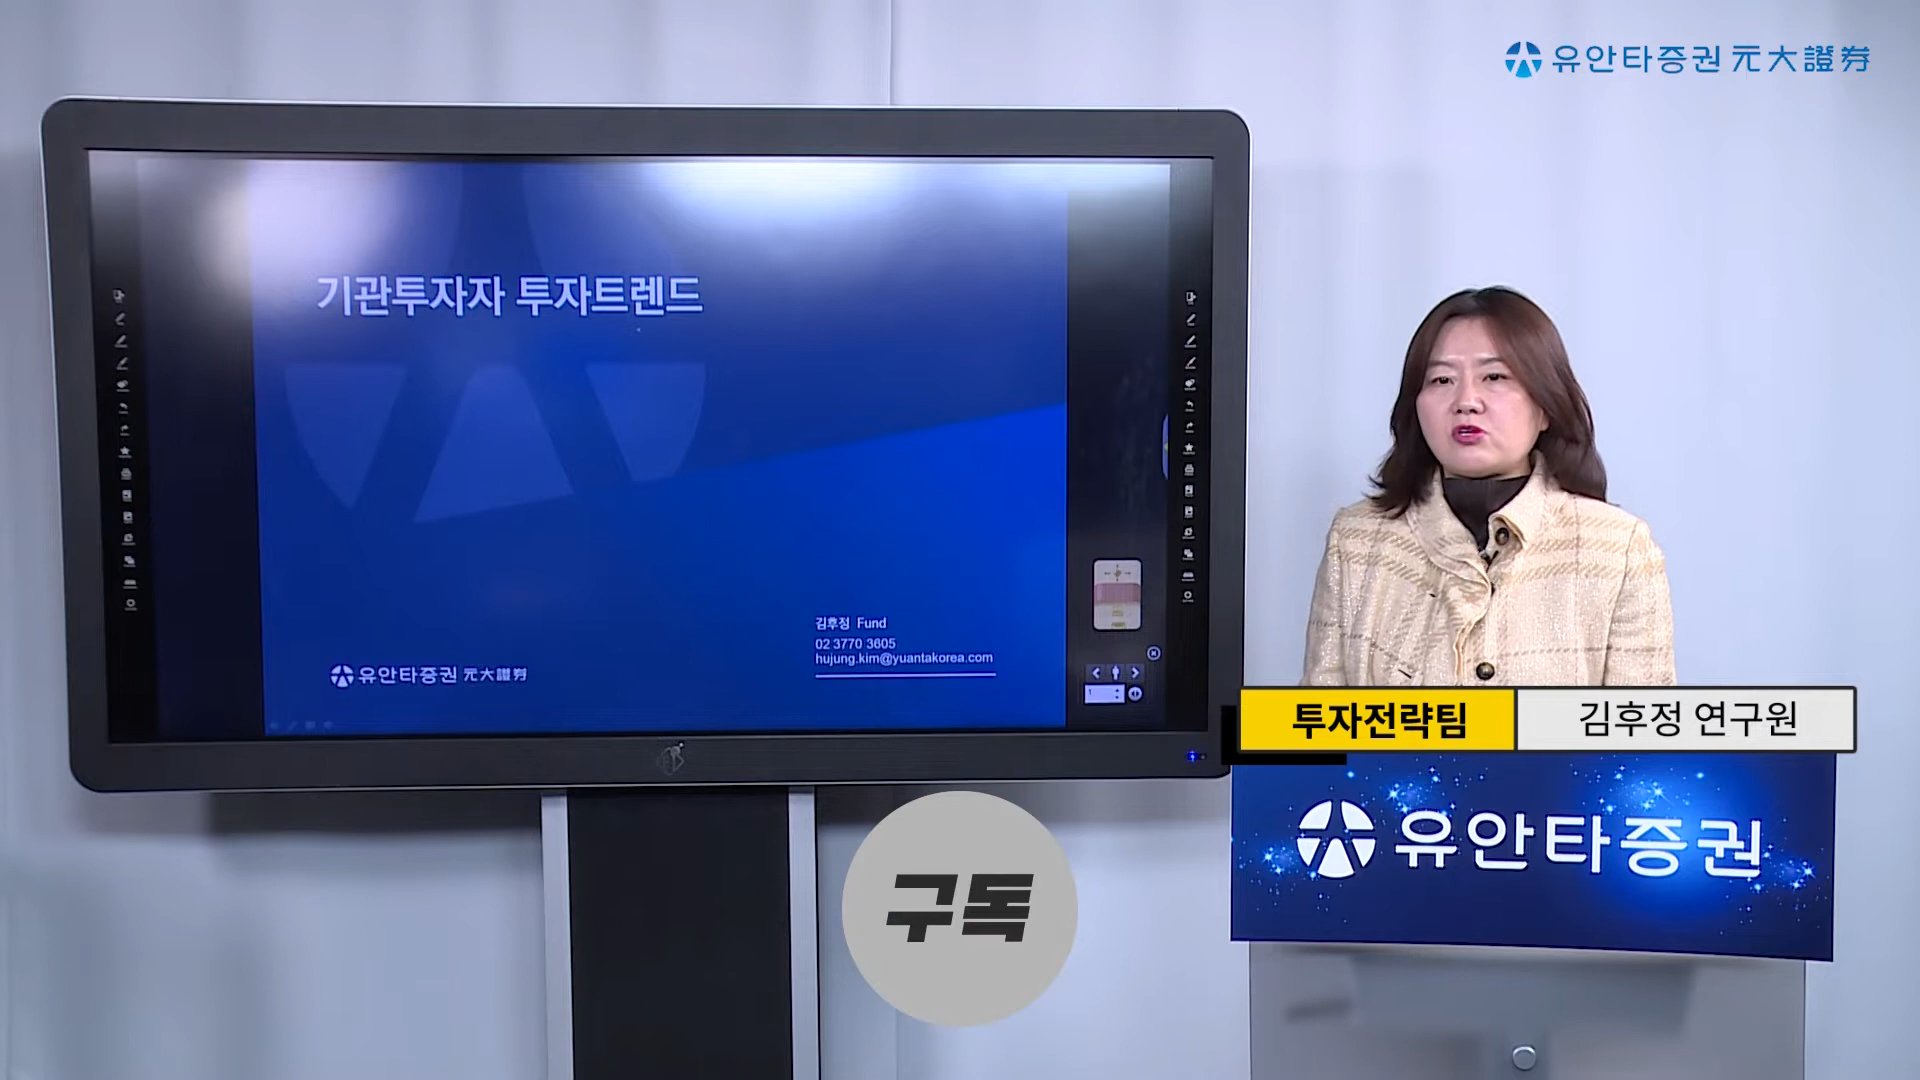 유안타증권 元大證券
기관투자자 투자트렌드
김후정 Fund
02 3770 3605
hujung.kim@yuantakorea.com
유안타증권 元大證券
1
투자전략팀 김후정 연구원
유안타증권
구독